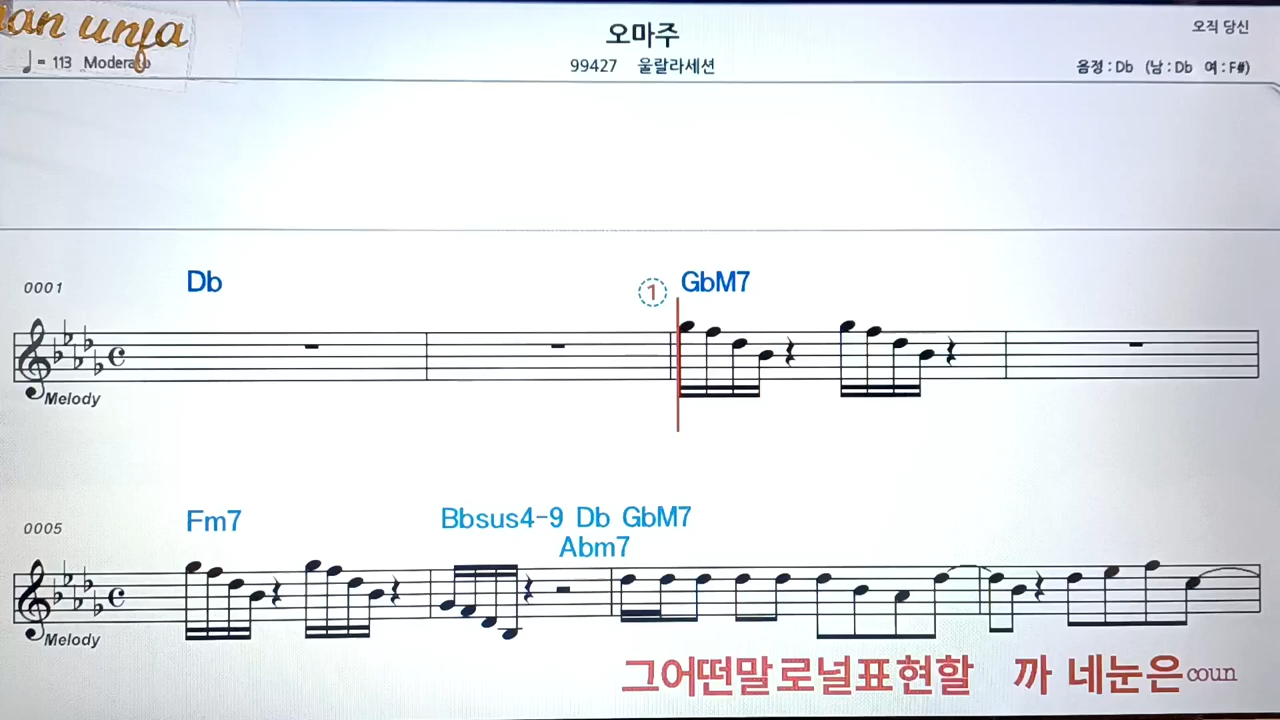 오마주
오직 당신
♩ = 113 Moderato
99427 울랄라세션
음정 : Db (남 : Db 여 : F#)
0001
Db
1
GbM7
Melody
0005
Fm7
Bbsus4-9 Db GbM7
Abm7
Melody
그어떤말로널표현할 까 네눈은coun